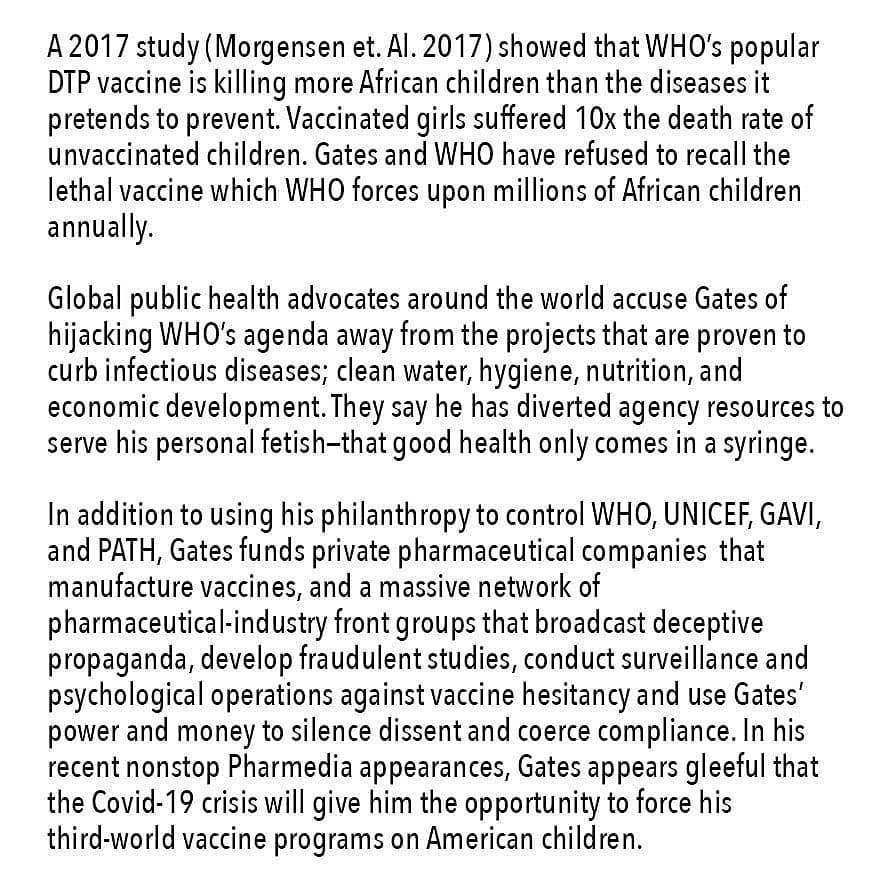 A 2017 study (Morgensen et. Al. 2017) showed that WHO's popular
DTP vaccine is killing more African children than the diseases it
pretends to prevent. Vaccinated girls suffered 10x the death rate of
unvaccinated children. Gates and WHO have refused to recall the
lethal vaccine which WHO forces upon millions of African children
annually.
Global public health advocates around the world accuse Gates of
hijacking WHO's agenda away from the projects that are proven to
curb infectious diseases; clean water, hygiene, nutrition, and
economic development. They say he has diverted agency resources to
serve his personal fetish—that good health only comes in a syringe.
In addition to using his philanthropy to control WHO, UNICEF, GAVI,
and PATH, Gates funds private pharmaceutical companies  that
manufacture vaccines, and a massive network of
pharmaceutical-industry front groups that broadcast deceptive
propaganda, develop fraudulent studies, conduct surveillance and
psychological operations against vaccine hesitancy and use Gates'
power and money to silence dissent and coerce compliance. In his
recent nonstop Pharmedia appearances, Gates appears gleeful that
the Covid-19 crisis will give him the opportunity to force his
third-world vaccine programs on American children.